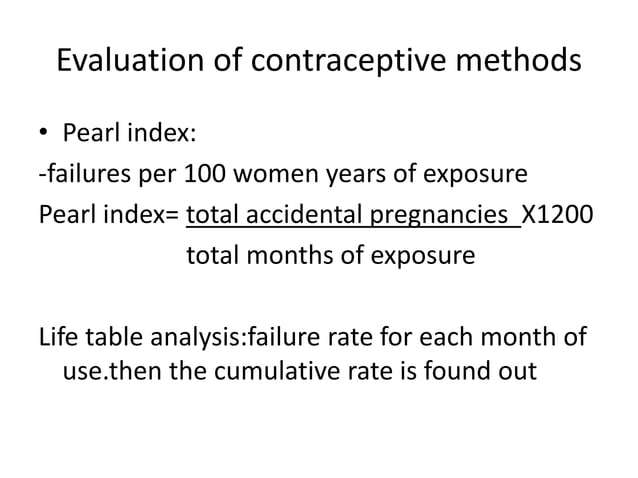 Evaluation of contraceptive methods
• Pearl index:
-failures per 100 women years of exposure
Pearl index= total accidental pregnancies X1200
total months of exposure
Life table analysis:failure rate for each month of
use.then the cumulative rate is found out